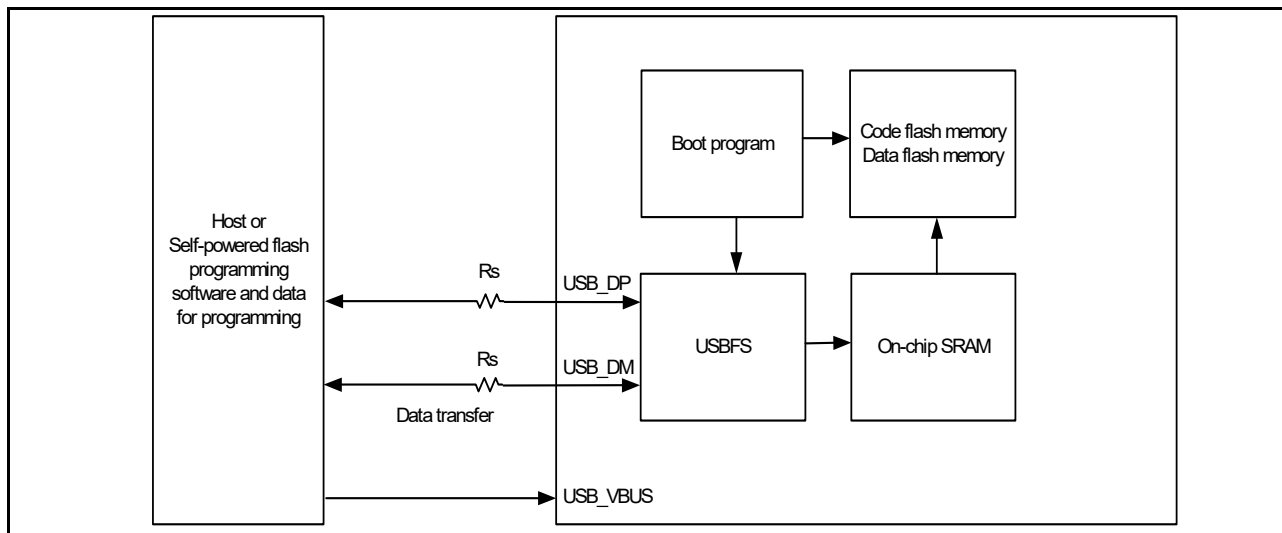 Host or
Self-powered flash
programming
software and data
for programming
Rs
Rs
Data transfer
USB_DP
USB_DM
USB_VBUS
Boot program
Code flash memory
Data flash memory
USBFS
On-chip SRAM